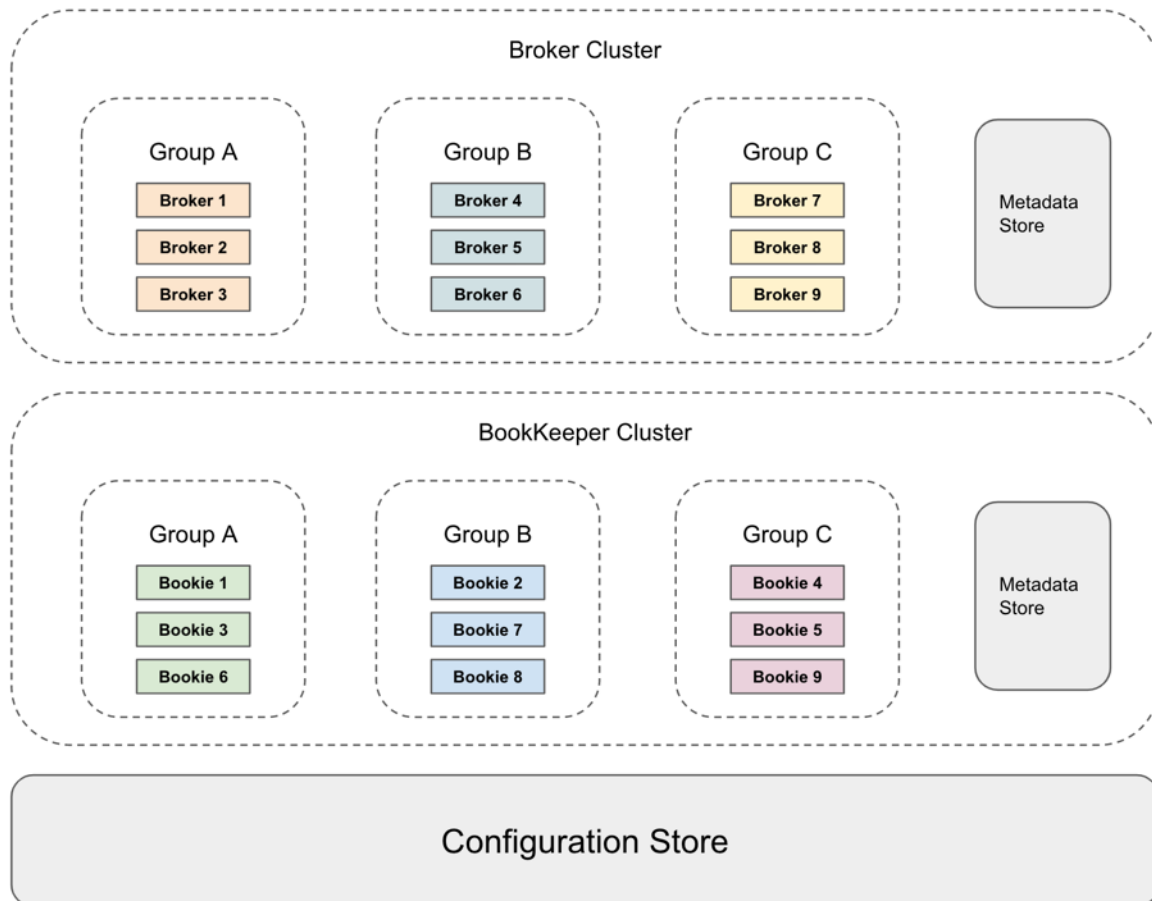 Broker Cluster
Group A
Broker 1
Broker 2
Broker 3
Group B
Broker 4
Broker 5
Broker 6
Group C
Broker 7
Broker 8
Broker 9
Metadata
Store
BookKeeper Cluster
Group A
Bookie 1
Bookie 3
Bookie 6
Group B
Bookie 2
Bookie 7
Bookie 8
Group C
Bookie 4
Bookie 5
Bookie 9
Metadata
Store
Configuration Store